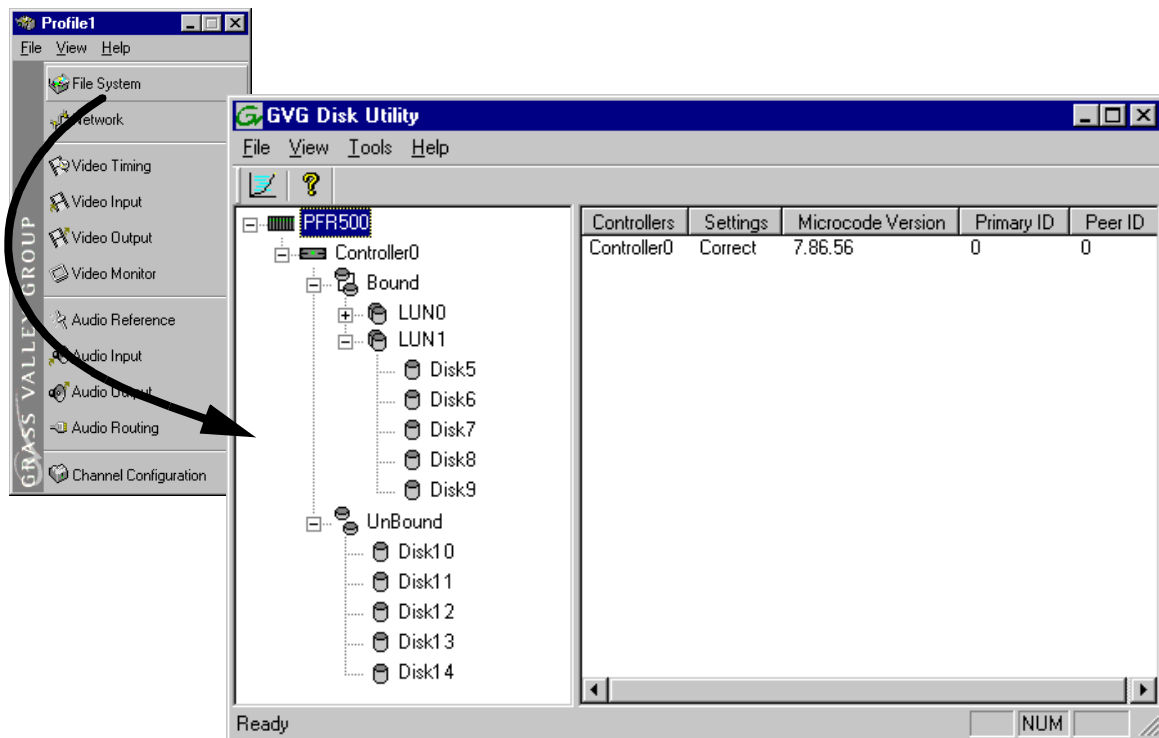 Profile1
File View Help
File System
Network
Video Timing
Video Input
Video Output
Video Monitor
Audio Reference
Audio Input
Audio Output
Audio Routing
Channel Configuration
GRASS VALLEY GROUP
GVG Disk Utility
File View Tools Help
PFR500
Controller0
Bound
LUN0
LUN1
Disk5
Disk6
Disk7
Disk8
Disk9
UnBound
Disk10
Disk11
Disk12
Disk13
Disk14
Controllers Settings Microcode Version Primary ID Peer ID
Controller0 Correct 7.86.56 0 0
Ready NUM